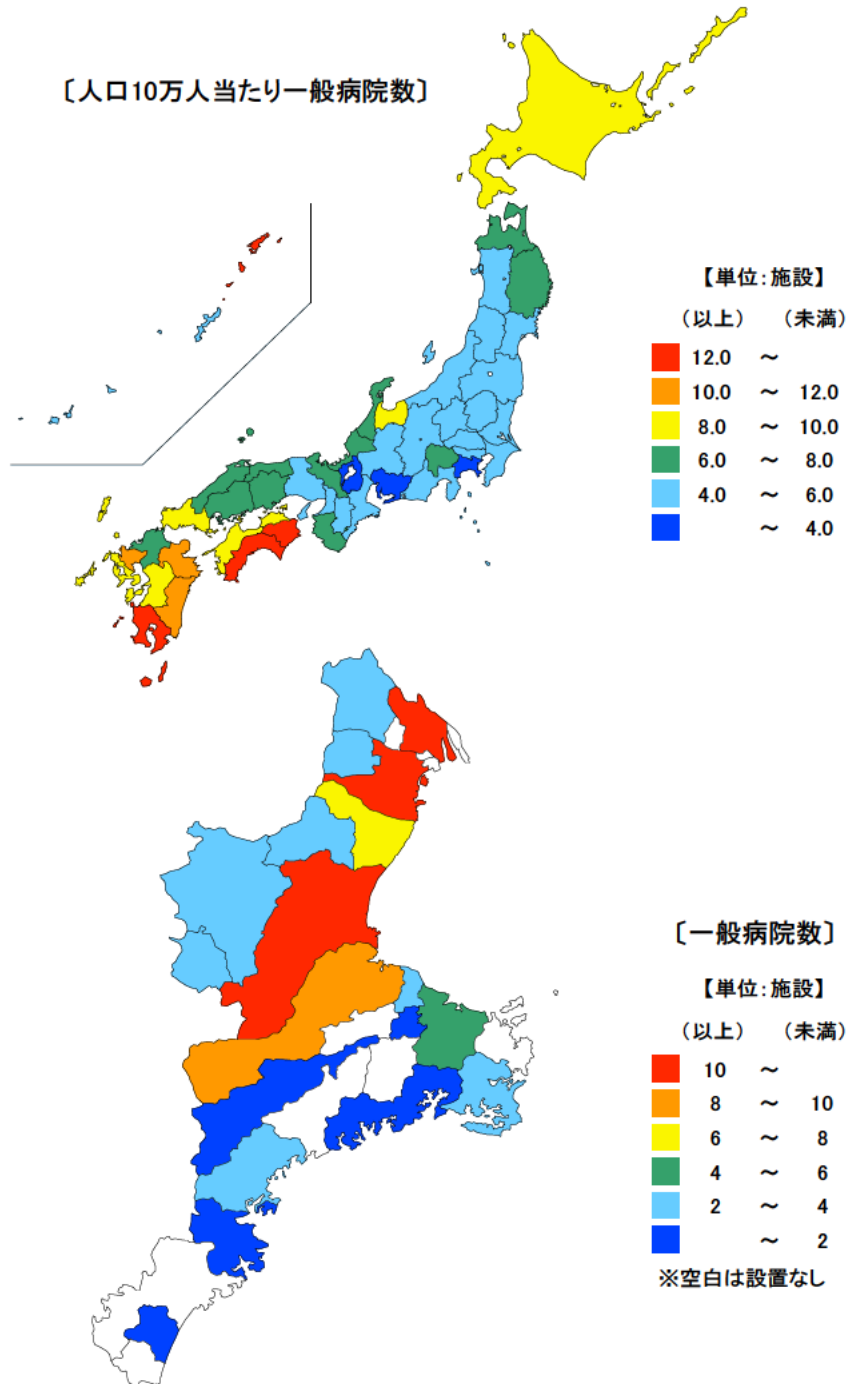 〔人口10万人当たり一般病院数〕
【単位:施設】
(以上) (未満)
12.0 ~
10.0 ~ 12.0
8.0 ~ 10.0
6.0 ~ 8.0
4.0 ~ 6.0
~ 4.0
〔一般病院数〕
【単位:施設】
(以上) (未満)
10 ~
8 ~ 10
6 ~ 8
4 ~ 6
2 ~ 4
~ 2
※空白は設置なし